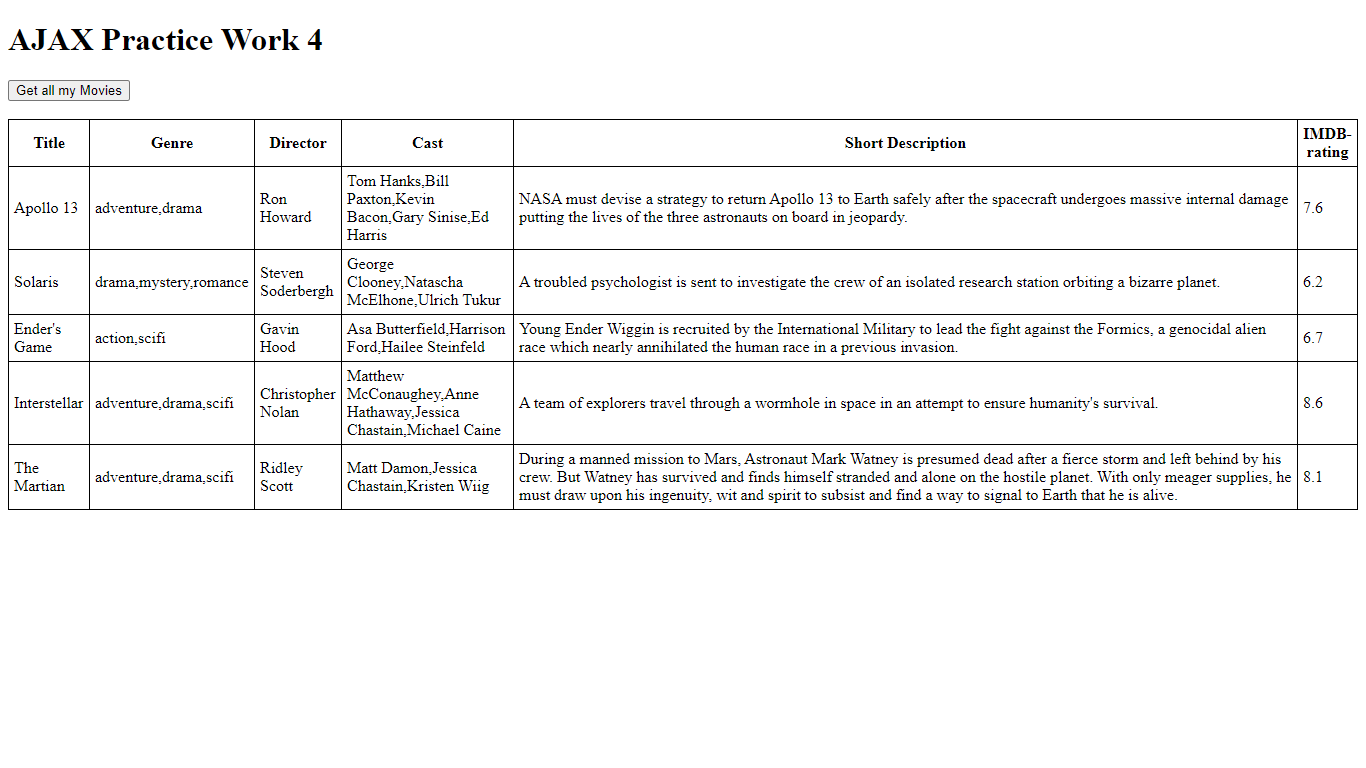 AJAX Practice Work 4
Get all my Movies
Title
Genre
Director
Cast
Short Description
IMDB-
rating
Apollo 13
adventure,drama
Ron
Howard
Tom Hanks,Bill
Paxton,Kevin
Bacon,Gary Sinise,Ed
Harris
NASA must devise a strategy to return Apollo 13 to Earth safely after the spacecraft undergoes massive internal damage
putting the lives of the three astronauts on board in jeopardy.
7.6
Solaris
drama,mystery,romance
Steven
Soderbergh
George
Clooney,Natascha
McElhone,Ulrich Tukur
A troubled psychologist is sent to investigate the crew of an isolated research station orbiting a bizarre planet.
6.2
Ender's
Game
action,scifi
Gavin
Hood
Asa Butterfield,Harrison
Ford,Hailee Steinfeld
Young Ender Wiggin is recruited by the International Military to lead the fight against the Formics, a genocidal alien
race which nearly annihilated the human race in a previous invasion.
6.7
Interstellar
adventure,drama,scifi
Christopher
Nolan
Matthew
McConaughey,Anne
Hathaway,Jessica
Chastain,Michael Caine
A team of explorers travel through a wormhole in space in an attempt to ensure humanity's survival.
8.6
The
Martian
adventure,drama,scifi
Ridley
Scott
Matt Damon,Jessica
Chastain,Kristen Wiig
During a manned mission to Mars, Astronaut Mark Watney is presumed dead after a fierce storm and left behind by his
crew. But Watney has survived and finds himself stranded and alone on the hostile planet. With only meager supplies, he
must draw upon his ingenuity, wit and spirit to subsist and find a way to signal to Earth that he is alive.
8.1